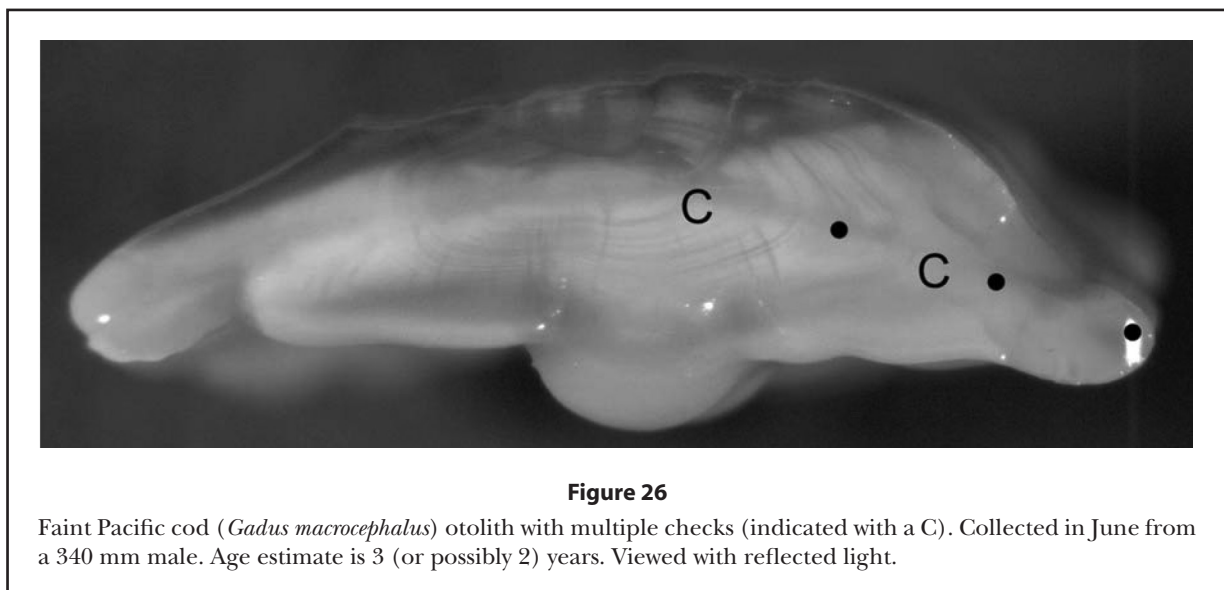 C
C
Figure 26
Faint Pacific cod (Gadus macrocephalus) otolith with multiple checks (indicated with a C). Collected in June from
a 340 mm male. Age estimate is 3 (or possibly 2) years. Viewed with reflected light.